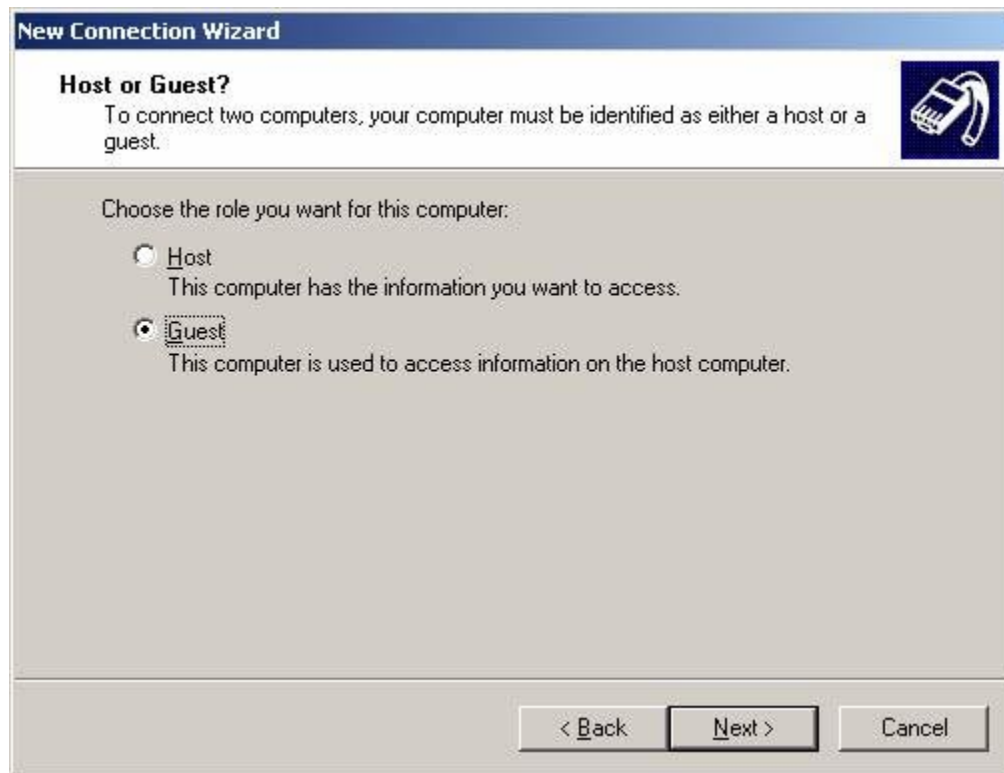 New Connection Wizard
Host or Guest?
To connect two computers, your computer must be identified as either a host or a
guest.
Choose the role you want for this computer:
Host
This computer has the information you want to access.
Guest
This computer is used to access information on the host computer.
< Back
Next >
Cancel